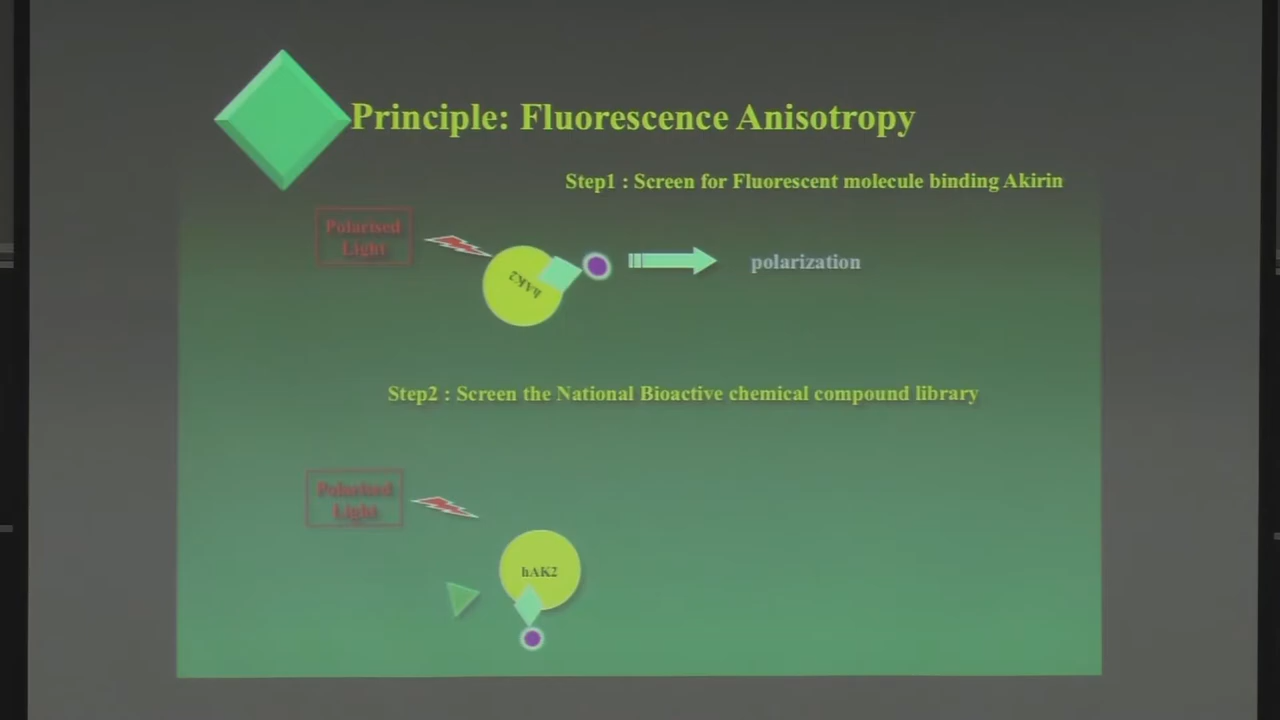 Principle: Fluorescence Anisotropy
Step1 : Screen for Fluorescent molecule binding Akirin
Polarised
Light
hAK2
polarization
Step2 : Screen the National Bioactive chemical compound library
Polarised
Light
hAK2